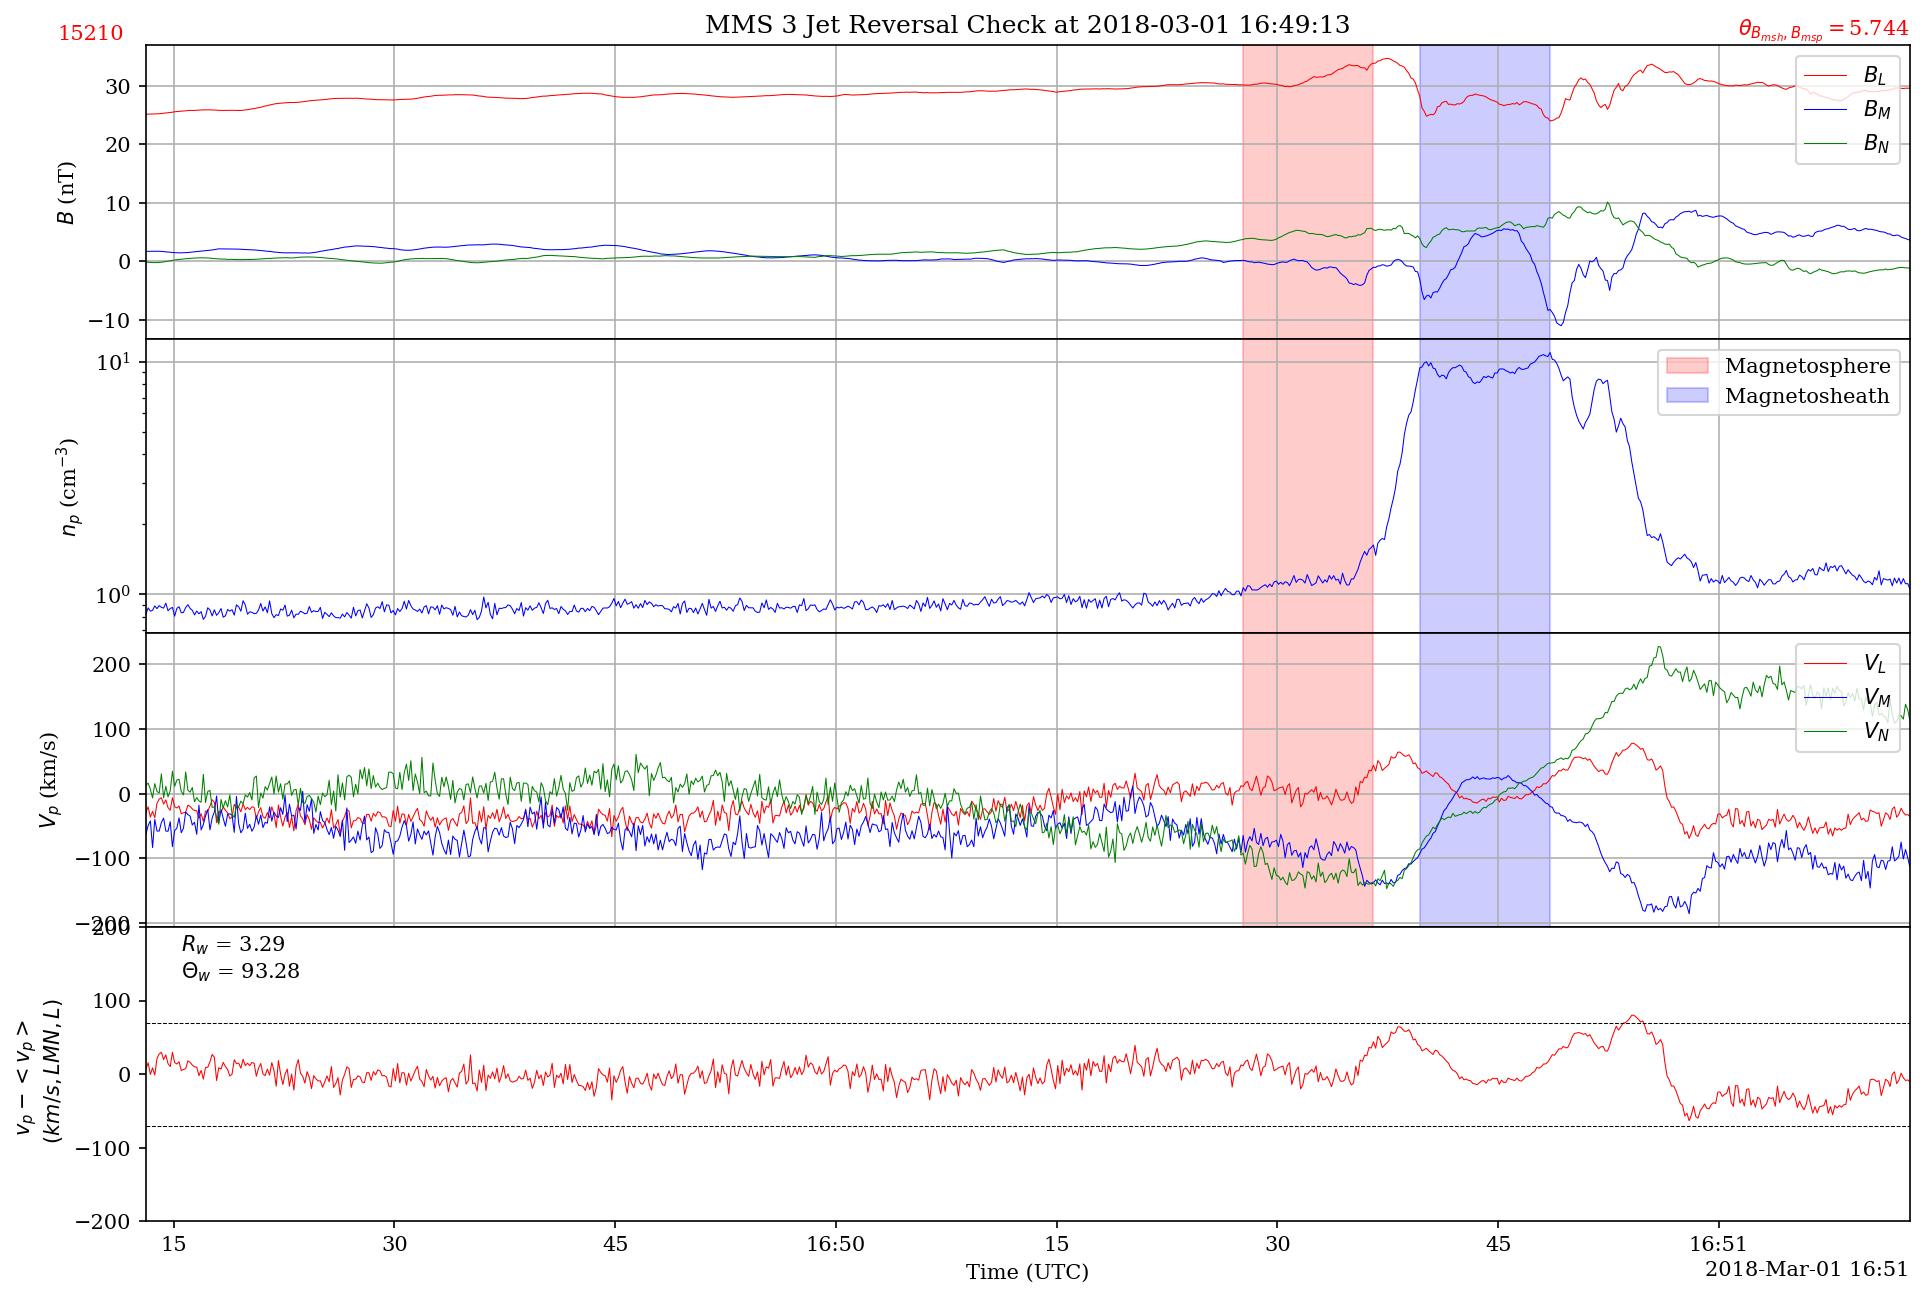 15210
MMS 3 Jet Reversal Check at 2018-03-01 16:49:13
θ_{B_{msh}, B_{msp}} = 5.744
B (nT)
30
20
10
0
−10
B_L
B_M
B_N
n_p (cm^{−3})
10^1
10^0
Magnetosphere
Magnetosheath
V_p (km/s)
200
100
0
−100
−200
V_L
V_M
V_N
v_p − <v_p>
(km/s, LMN, L)
200
100
0
−100
−200
R_w = 3.29
Θ_w = 93.28
15 30 45 16:50 15 30 45 16:51
Time (UTC)
2018-Mar-01 16:51